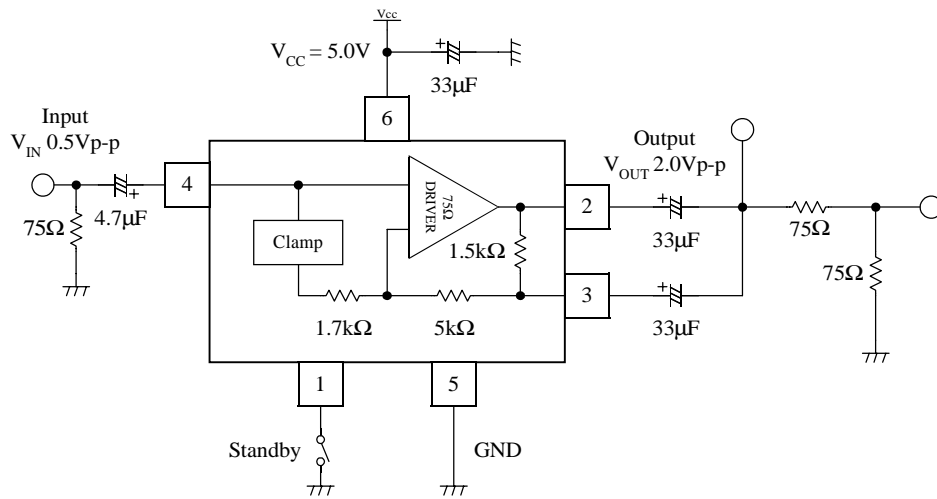 Vcc
VCC = 5.0V
33µF
6
Input
VIN 0.5Vp-p
4
75Ω
4.7µF
Clamp
75Ω
DRIVER
1.5kΩ
1.7kΩ
5kΩ
2
3
Output
VOUT 2.0Vp-p
33µF
33µF
75Ω
75Ω
1
5
Standby
GND